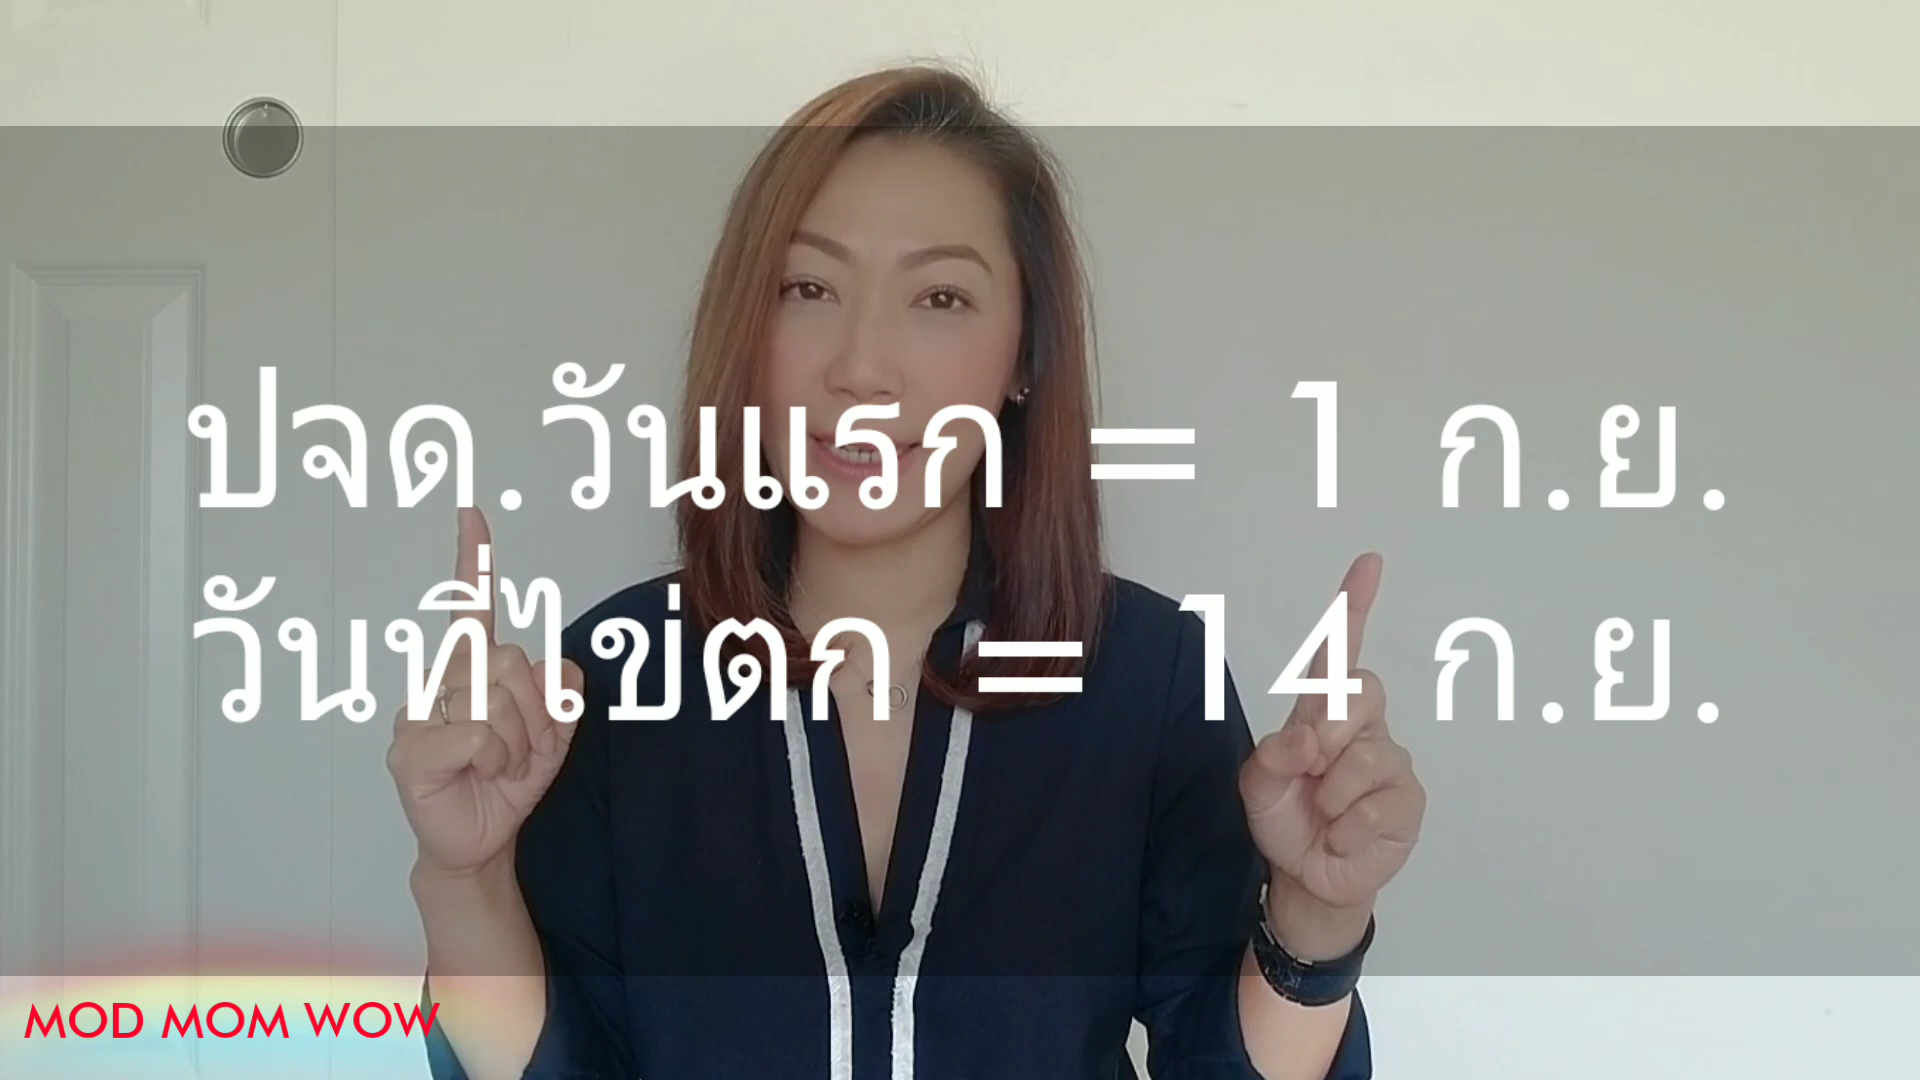 ปจด.วันแรก = 1 ก.ย.
วันที่ไข่ตก = 14 ก.ย.
MOD MOM WOW